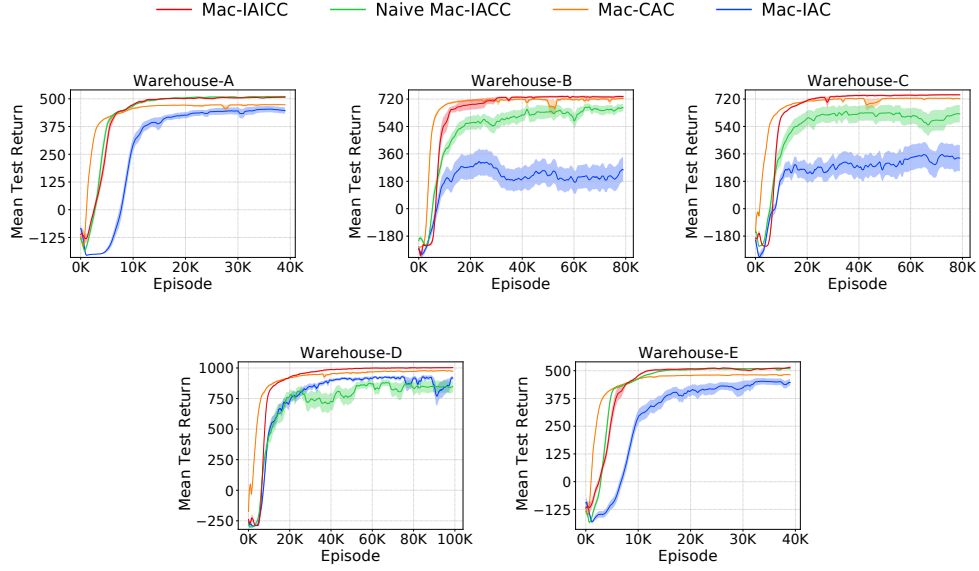 Mac-IAICC Naive Mac-IACC Mac-CAC Mac-IAC
Warehouse-A
Mean Test Return
500
375
250
125
0
−125
0K 10K 20K 30K 40K
Episode
Warehouse-B
Mean Test Return
720
540
360
180
0
−180
0K 20K 40K 60K 80K
Episode
Warehouse-C
Mean Test Return
720
540
360
180
0
−180
0K 20K 40K 60K 80K
Episode
Warehouse-D
Mean Test Return
1000
750
500
250
0
−250
0K 20K 40K 60K 80K 100K
Episode
Warehouse-E
Mean Test Return
500
375
250
125
0
−125
0K 10K 20K 30K 40K
Episode